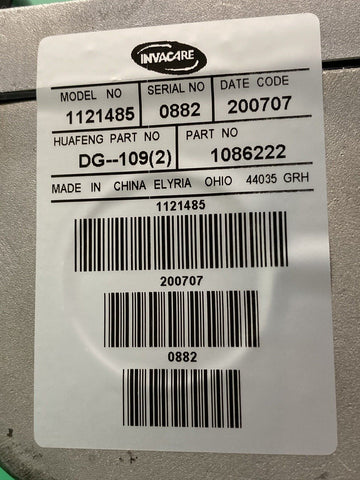 INVACARE
MODEL NO SERIAL NO DATE CODE
1121485 0882 200707
HUAFENG PART NO PART NO
DG--109(2) 1086222
MADE IN CHINA ELYRIA OHIO 44035 GRH
1121485
200707
0882